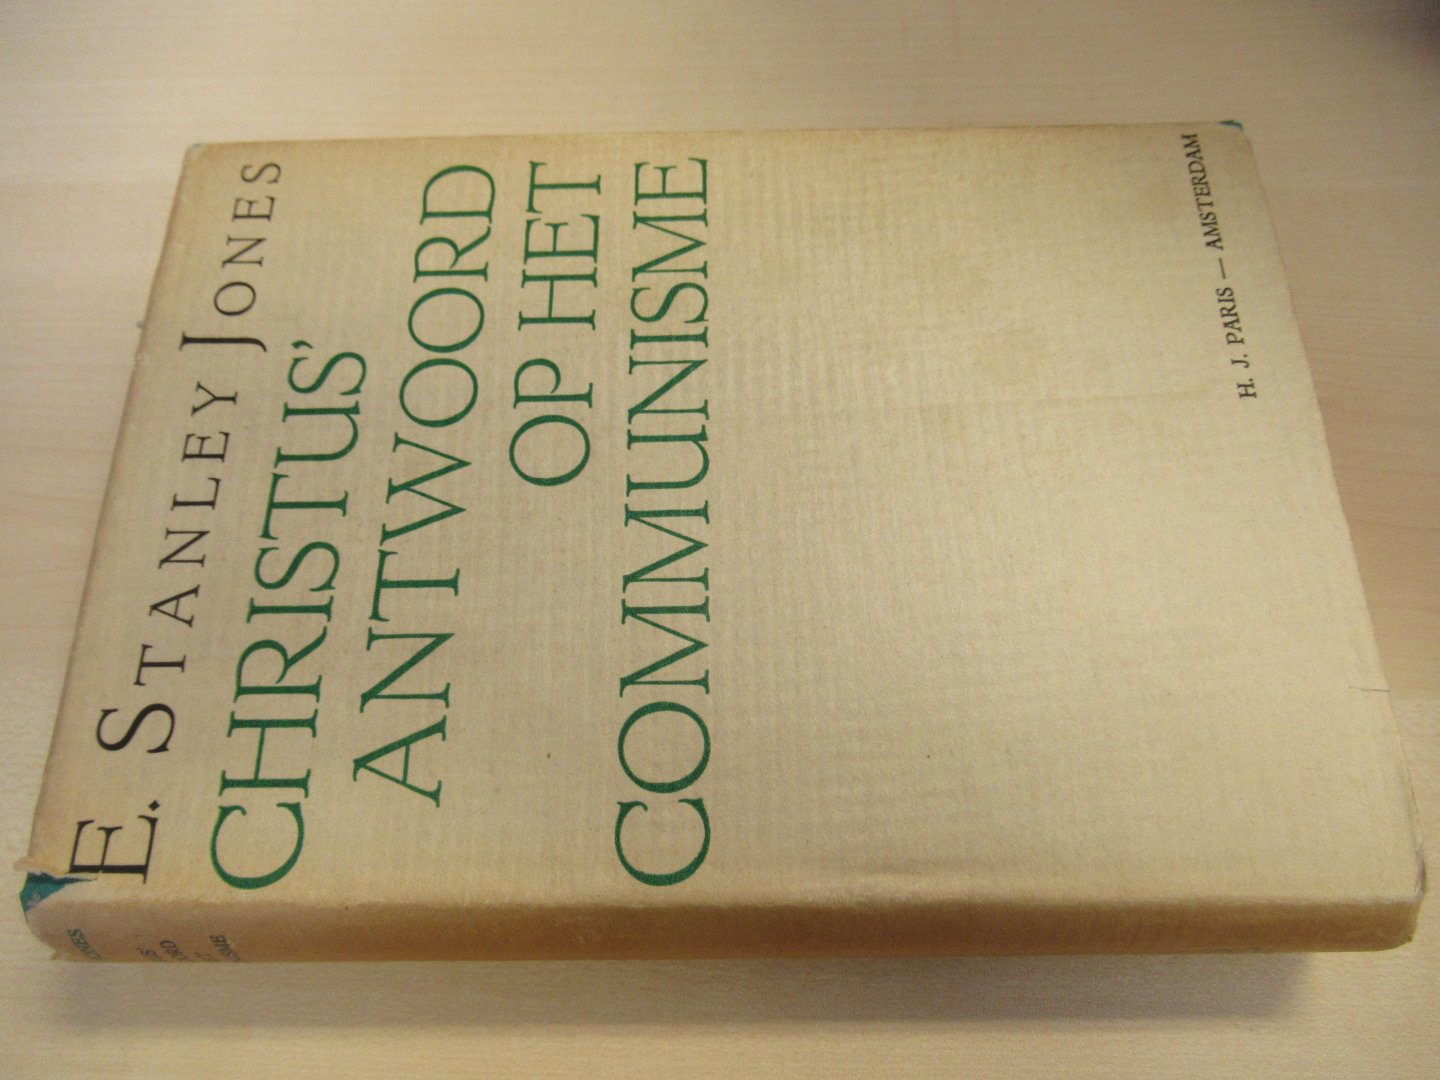 E. STANLEY JONES
CHRISTUS'
ANTWOORD
OP HET
COMMUNISME
H. J. PARIS — AMSTERDAM